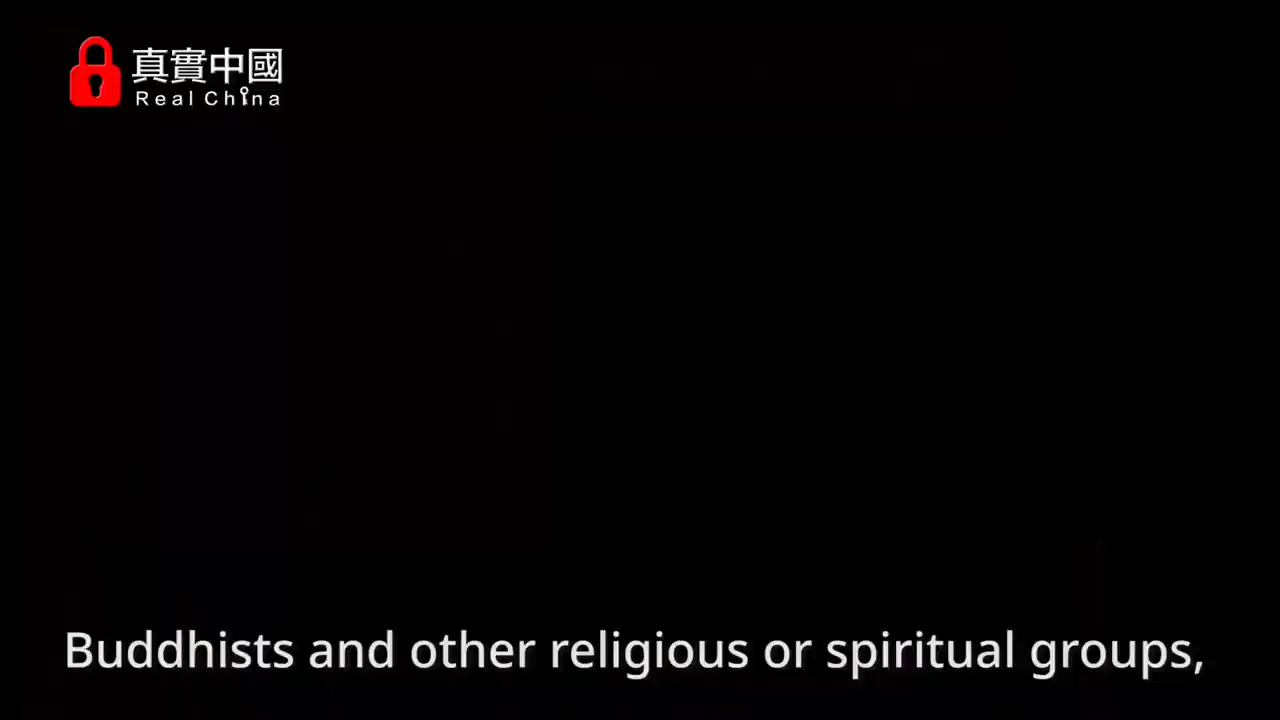 真實中國
Real China
Buddhists and other religious or spiritual groups,